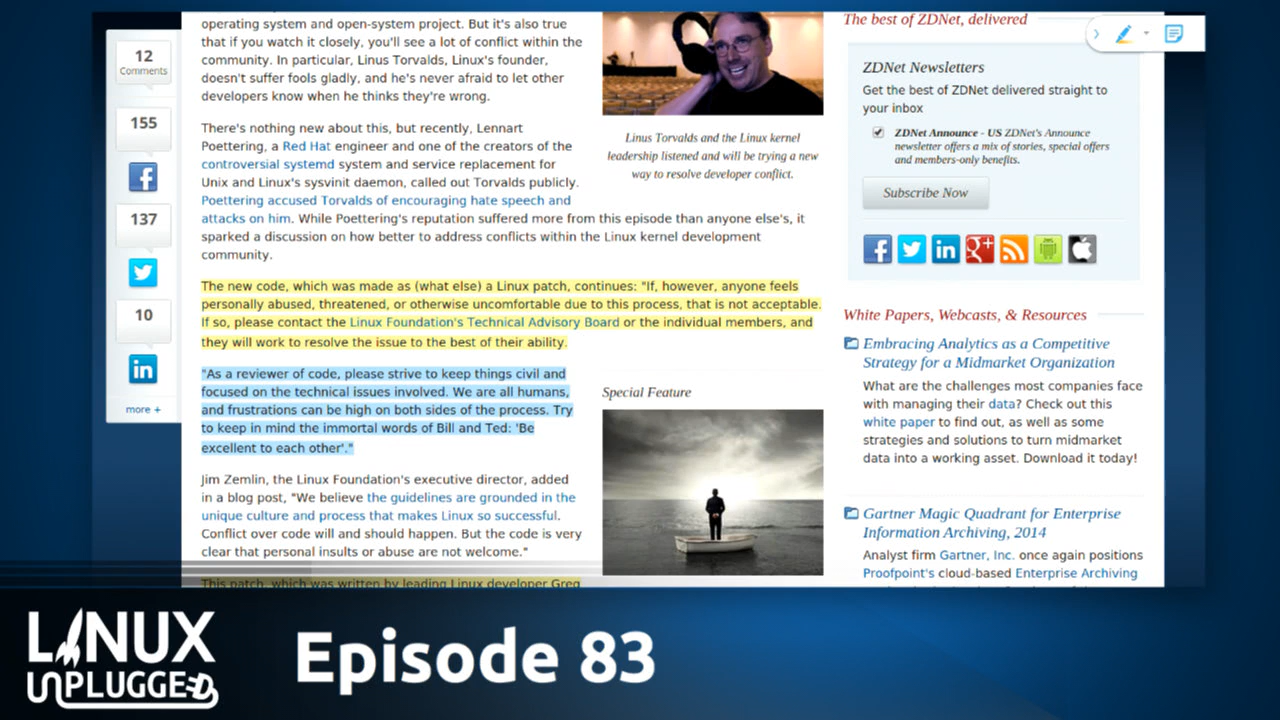 12
Comments
155
137
10
more +
operating system and open-system project. But it's also true
that if you watch it closely, you'll see a lot of conflict within the
community. In particular, Linus Torvalds, Linux's founder,
doesn't suffer fools gladly, and he's never afraid to let other
developers know when he thinks they're wrong.
There's nothing new about this, but recently, Lennart
Poettering, a Red Hat engineer and one of the creators of the
controversial systemd system and service replacement for
Unix and Linux's sysvinit daemon, called out Torvalds publicly.
Poettering accused Torvalds of encouraging hate speech and
attacks on him. While Poettering's reputation suffered more from this episode than anyone else's, it
sparked a discussion on how better to address conflicts within the Linux kernel development
community.
The new code, which was made as (what else) a Linux patch, continues: "If, however, anyone feels
personally abused, threatened, or otherwise uncomfortable due to this process, that is not acceptable.
If so, please contact the Linux Foundation's Technical Advisory Board or the individual members, and
they will work to resolve the issue to the best of their ability.
"As a reviewer of code, please strive to keep things civil and
focused on the technical issues involved. We are all humans,
and frustrations can be high on both sides of the process. Try
to keep in mind the immortal words of Bill and Ted: 'Be
excellent to each other'."
Jim Zemlin, the Linux Foundation's executive director, added
in a blog post, "We believe the guidelines are grounded in the
unique culture and process that makes Linux so successful.
Conflict over code will and should happen. But the code is very
clear that personal insults or abuse are not welcome."
This patch, which was written by leading Linux developer Greg
Linus Torvalds and the Linux kernel
leadership listened and will be trying a new
way to resolve developer conflict.
Special Feature
The best of ZDNet, delivered
ZDNet Newsletters
Get the best of ZDNet delivered straight to
your inbox
ZDNet Announce - US ZDNet's Announce
newsletter offers a mix of stories, special offers
and members-only benefits.
Subscribe Now
White Papers, Webcasts, & Resources
Embracing Analytics as a Competitive
Strategy for a Midmarket Organization
What are the challenges most companies face
with managing their data? Check out this
white paper to find out, as well as some
strategies and solutions to turn midmarket
data into a working asset. Download it today!
Gartner Magic Quadrant for Enterprise
Information Archiving, 2014
Analyst firm Gartner, Inc. once again positions
Proofpoint's cloud-based Enterprise Archiving
LINUX
UNPLUGGED
Episode 83